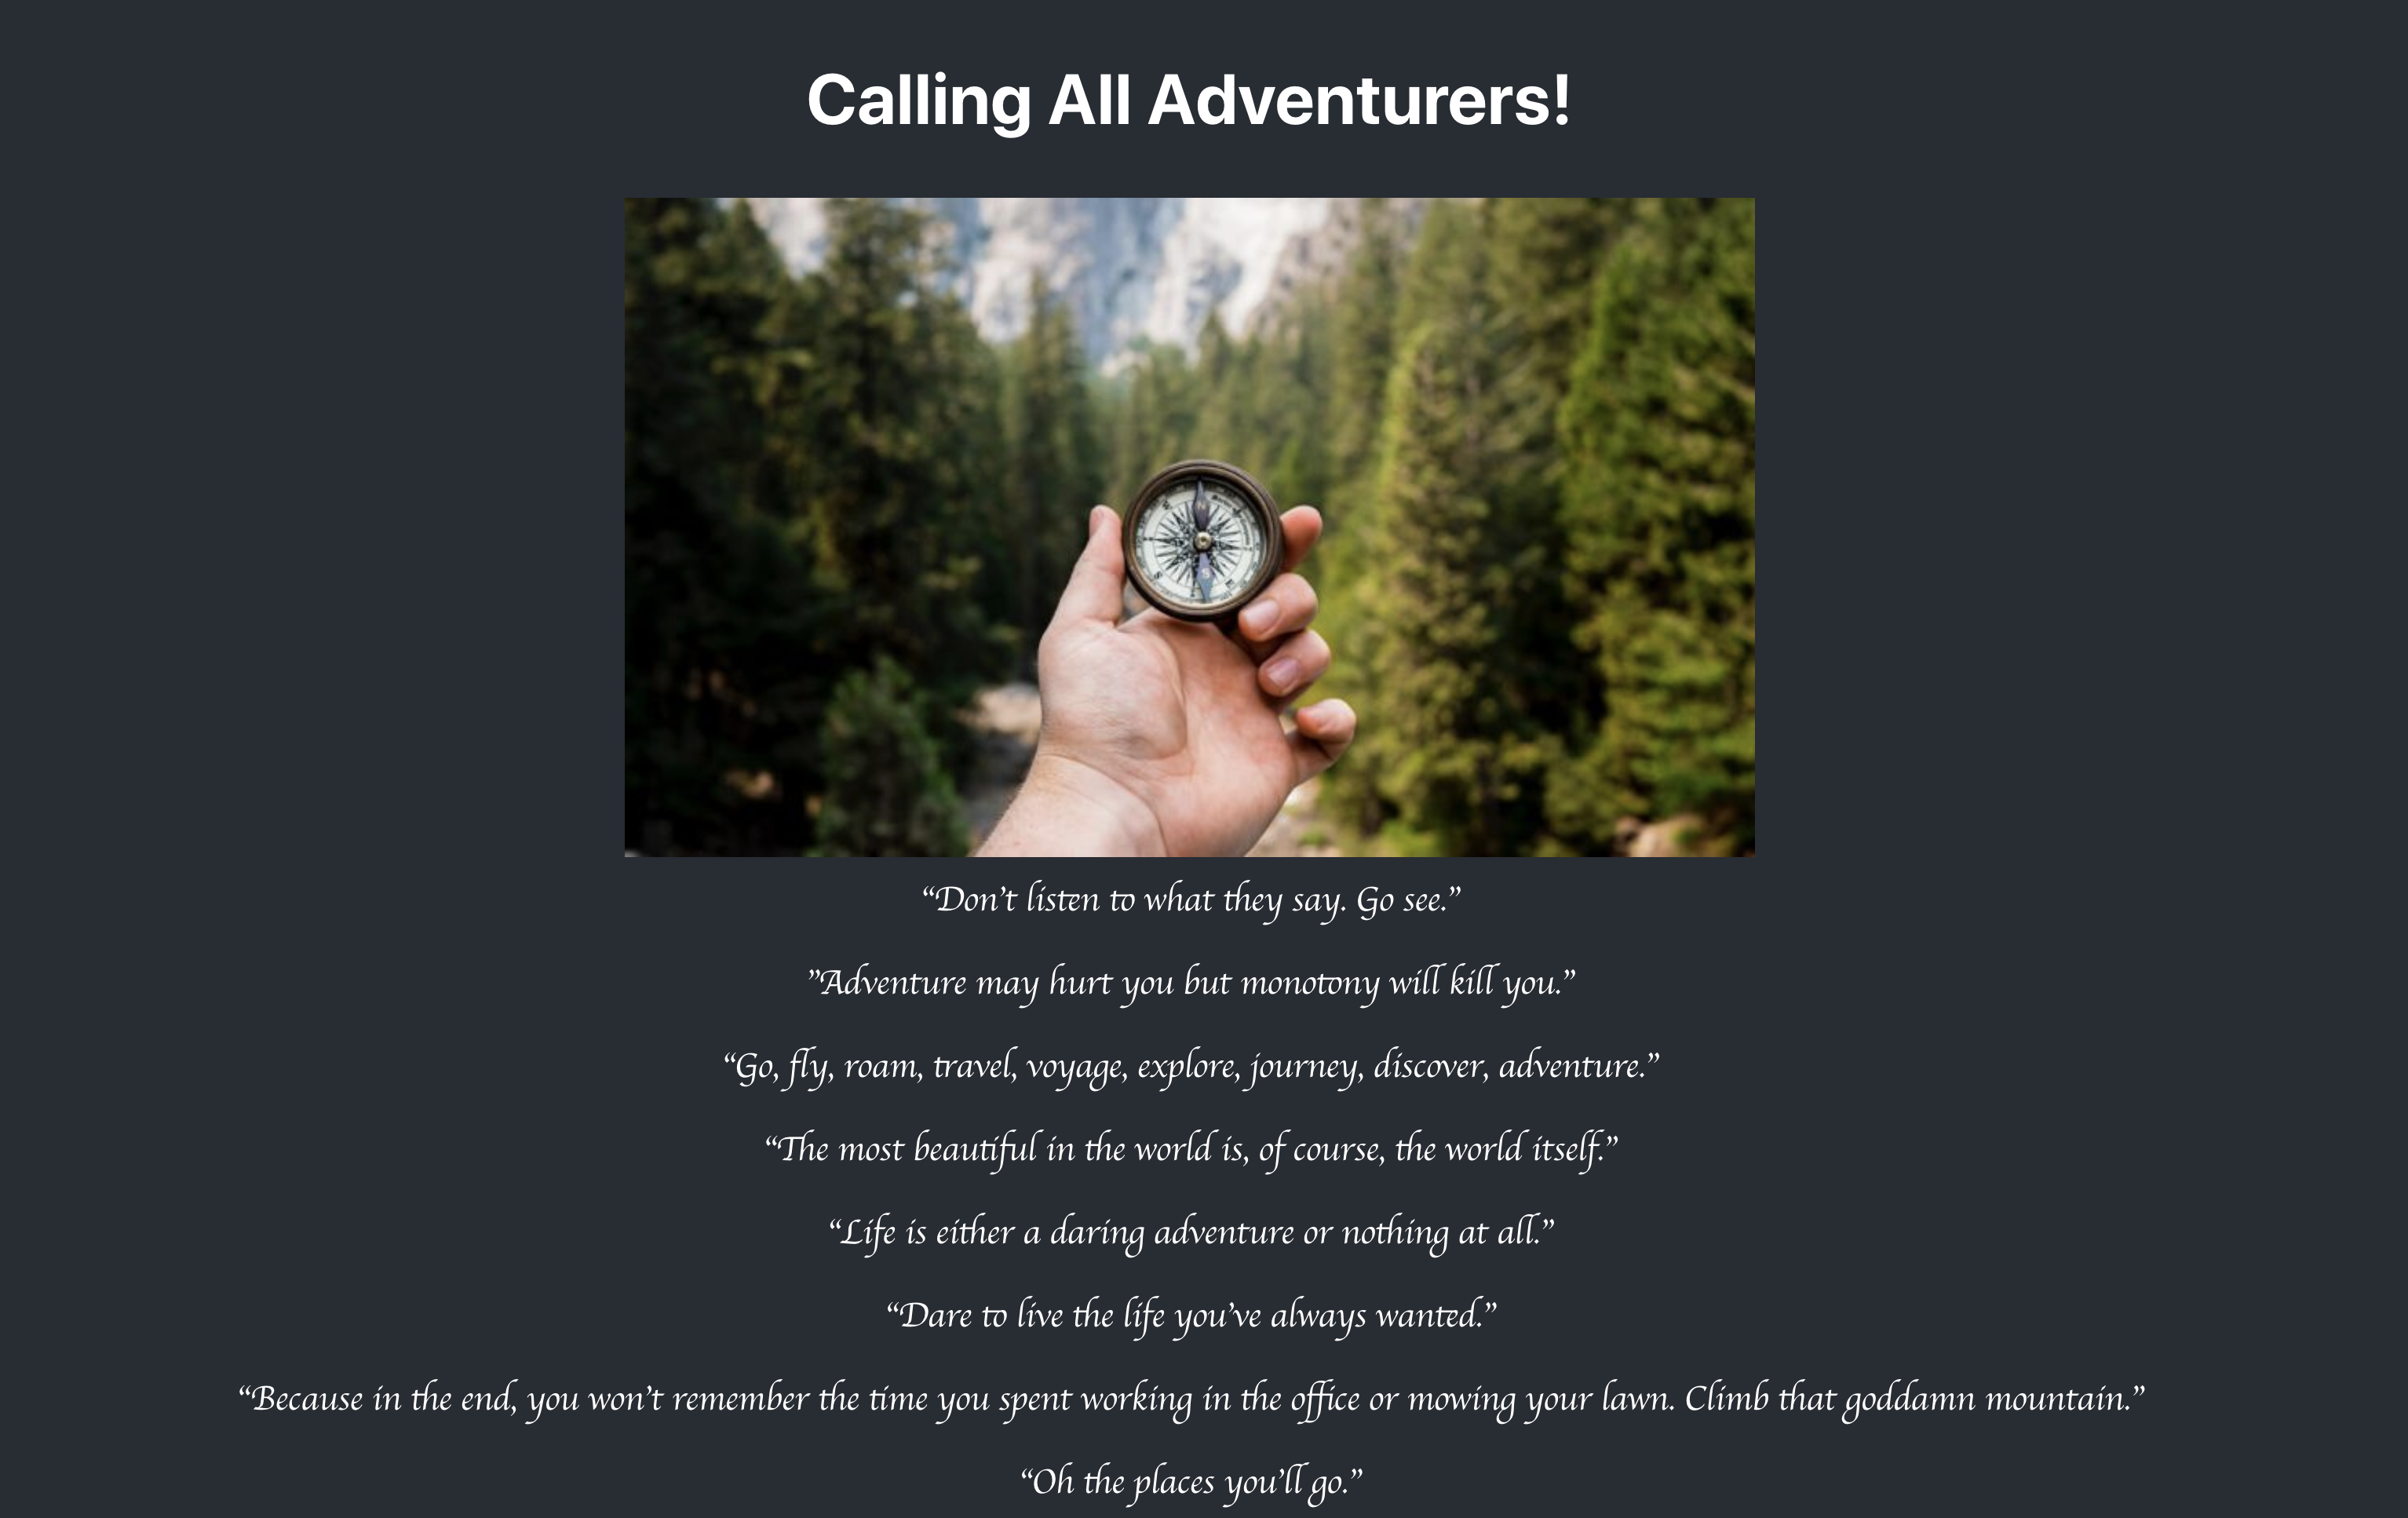 Calling All Adventurers!
“Don’t listen to what they say. Go see.”
”Adventure may hurt you but monotony will kill you.”
“Go, fly, roam, travel, voyage, explore, journey, discover, adventure.”
“The most beautiful in the world is, of course, the world itself.”
“Life is either a daring adventure or nothing at all.”
“Dare to live the life you’ve always wanted.”
“Because in the end, you won’t remember the time you spent working in the office or mowing your lawn. Climb that goddamn mountain.”
“Oh the places you’ll go.”